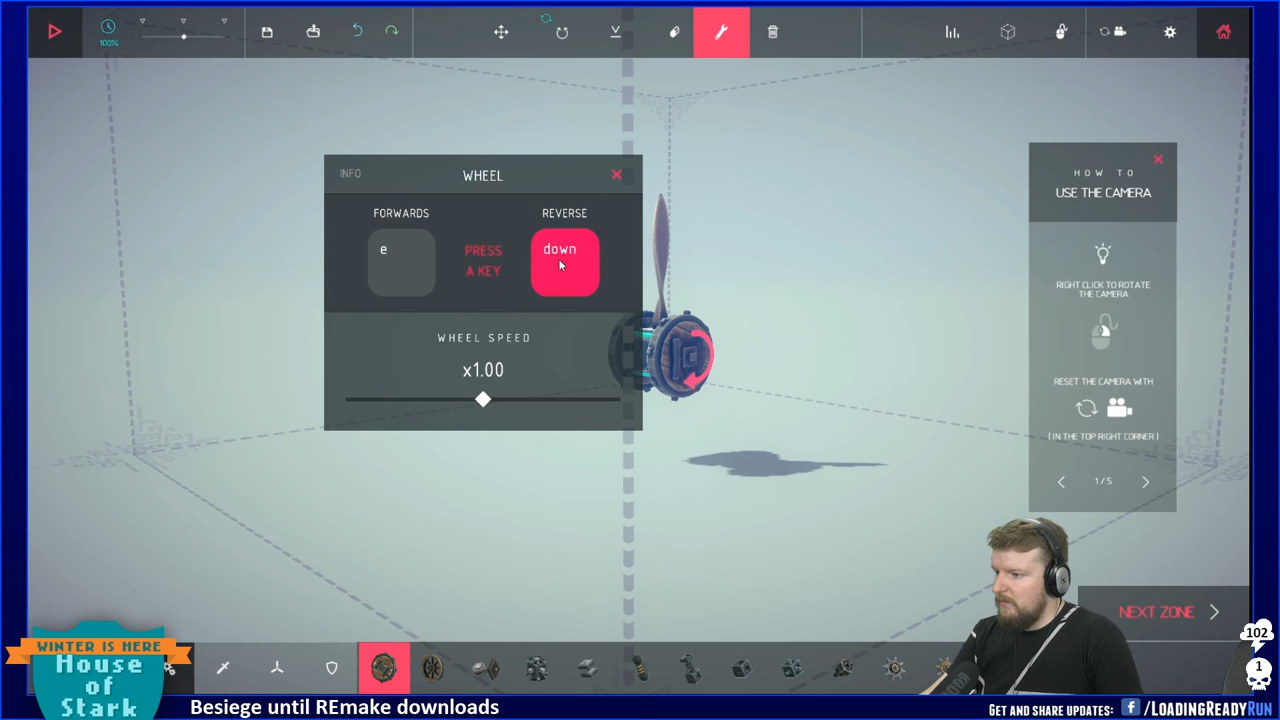 100%
INFO
WHEEL
FORWARDS
REVERSE
e
PRESS
A KEY
down
WHEEL SPEED
x1.00
HOW TO
USE THE CAMERA
RIGHT CLICK TO ROTATE
THE CAMERA
RESET THE CAMERA WITH
( IN THE TOP RIGHT CORNER )
1/5
NEXT ZONE
102
1
WINTER IS HERE
House
of
Stark
Besiege until REmake downloads
GET AND SHARE UPDATES: f /LOADINGREADYRUN